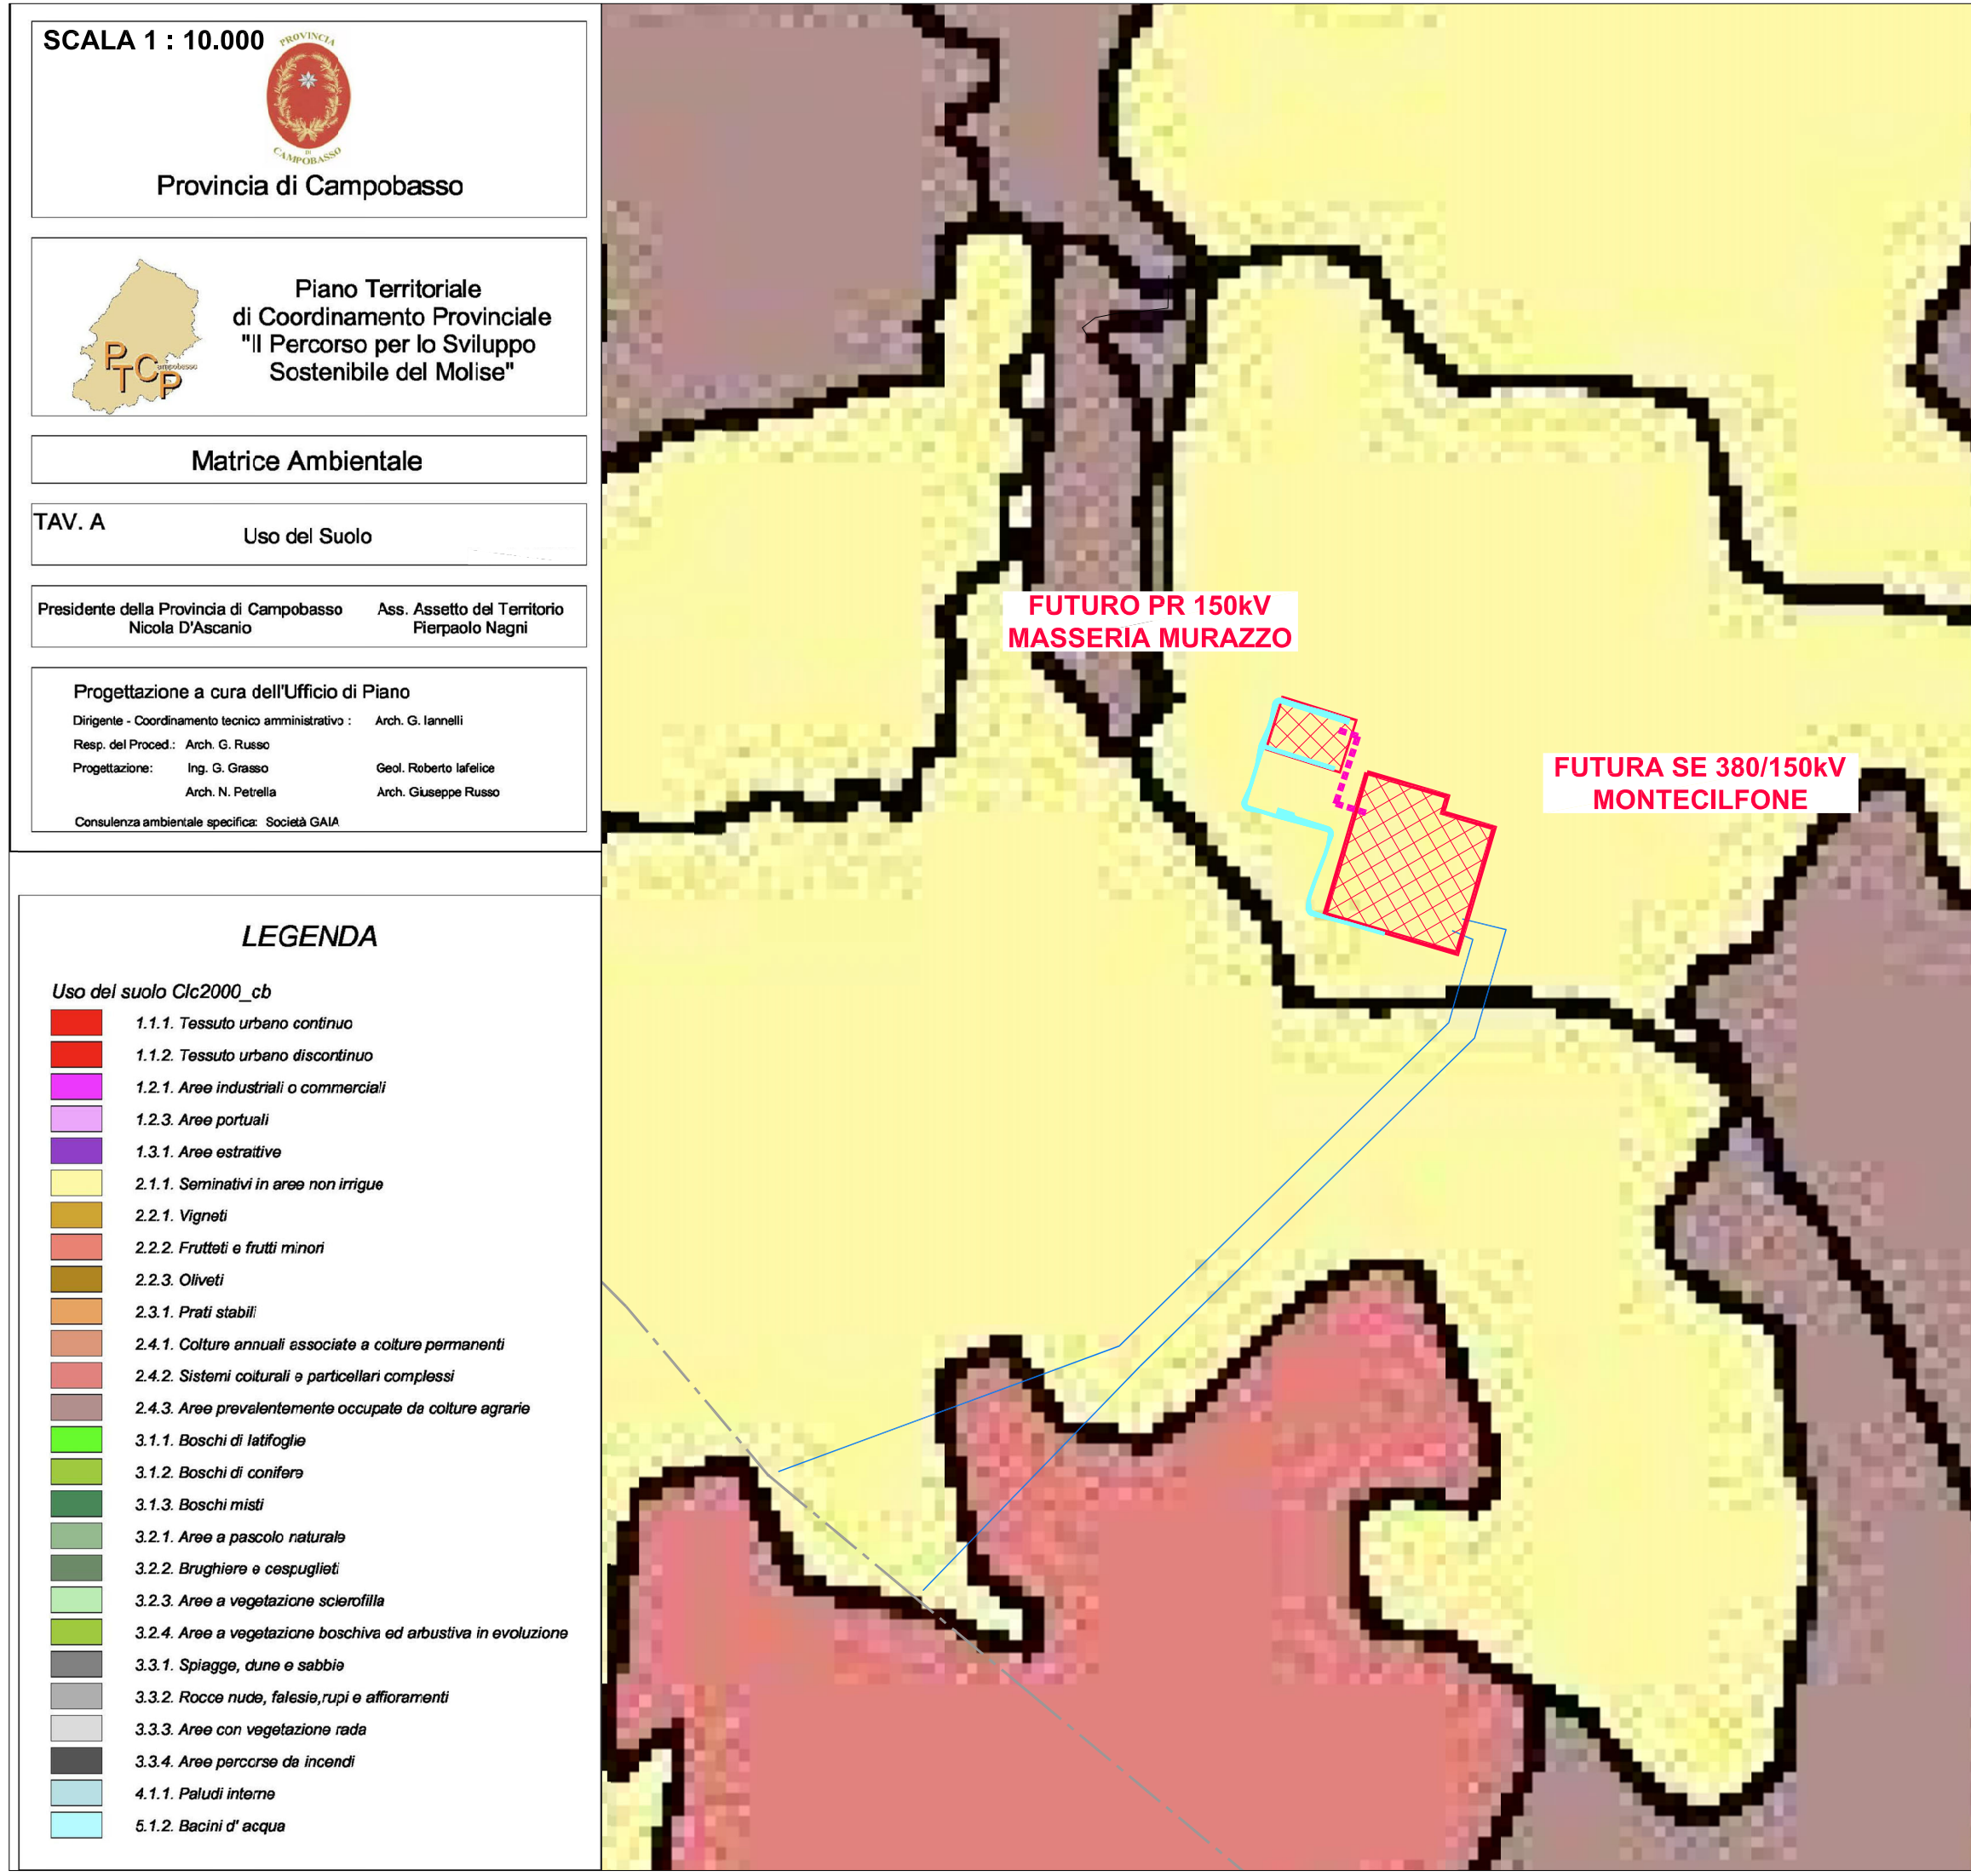 SCALA 1 : 10.000
PROVINCIA
DI
CAMPOBASSO
Provincia di Campobasso
Piano Territoriale
di Coordinamento Provinciale
"Il Percorso per lo Sviluppo
Sostenibile del Molise"
PTCP
ampobasso
Matrice Ambientale
TAV. A
Uso del Suolo
Presidente della Provincia di Campobasso
Nicola D'Ascanio
Ass. Assetto del Territorio
Pierpaolo Nagni
Progettazione a cura dell'Ufficio di Piano
Dirigente - Coordinamento tecnico amministrativo : Arch. G. Iannelli
Resp. del Proced.: Arch. G. Russo
Progettazione: Ing. G. Grasso Geol. Roberto Iafelice
Arch. N. Petrella Arch. Giuseppe Russo
Consulenza ambientale specifica: Società GAIA
LEGENDA
Uso del suolo Clc2000_cb
1.1.1. Tessuto urbano continuo
1.1.2. Tessuto urbano discontinuo
1.2.1. Aree industriali o commerciali
1.2.3. Aree portuali
1.3.1. Aree estrattive
2.1.1. Seminativi in aree non irrigue
2.2.1. Vigneti
2.2.2. Frutteti e frutti minori
2.2.3. Oliveti
2.3.1. Prati stabili
2.4.1. Colture annuali associate a colture permanenti
2.4.2. Sistemi colturali e particellari complessi
2.4.3. Aree prevalentemente occupate da colture agrarie
3.1.1. Boschi di latifoglie
3.1.2. Boschi di conifere
3.1.3. Boschi misti
3.2.1. Aree a pascolo naturale
3.2.2. Brughiere e cespuglieti
3.2.3. Aree a vegetazione sclerofilla
3.2.4. Aree a vegetazione boschiva ed arbustiva in evoluzione
3.3.1. Spiagge, dune e sabbie
3.3.2. Rocce nude, falesie,rupi e affioramenti
3.3.3. Aree con vegetazione rada
3.3.4. Aree percorse da incendi
4.1.1. Paludi interne
5.1.2. Bacini d' acqua
FUTURO PR 150kV
MASSERIA MURAZZO
FUTURA SE 380/150kV
MONTECILFONE